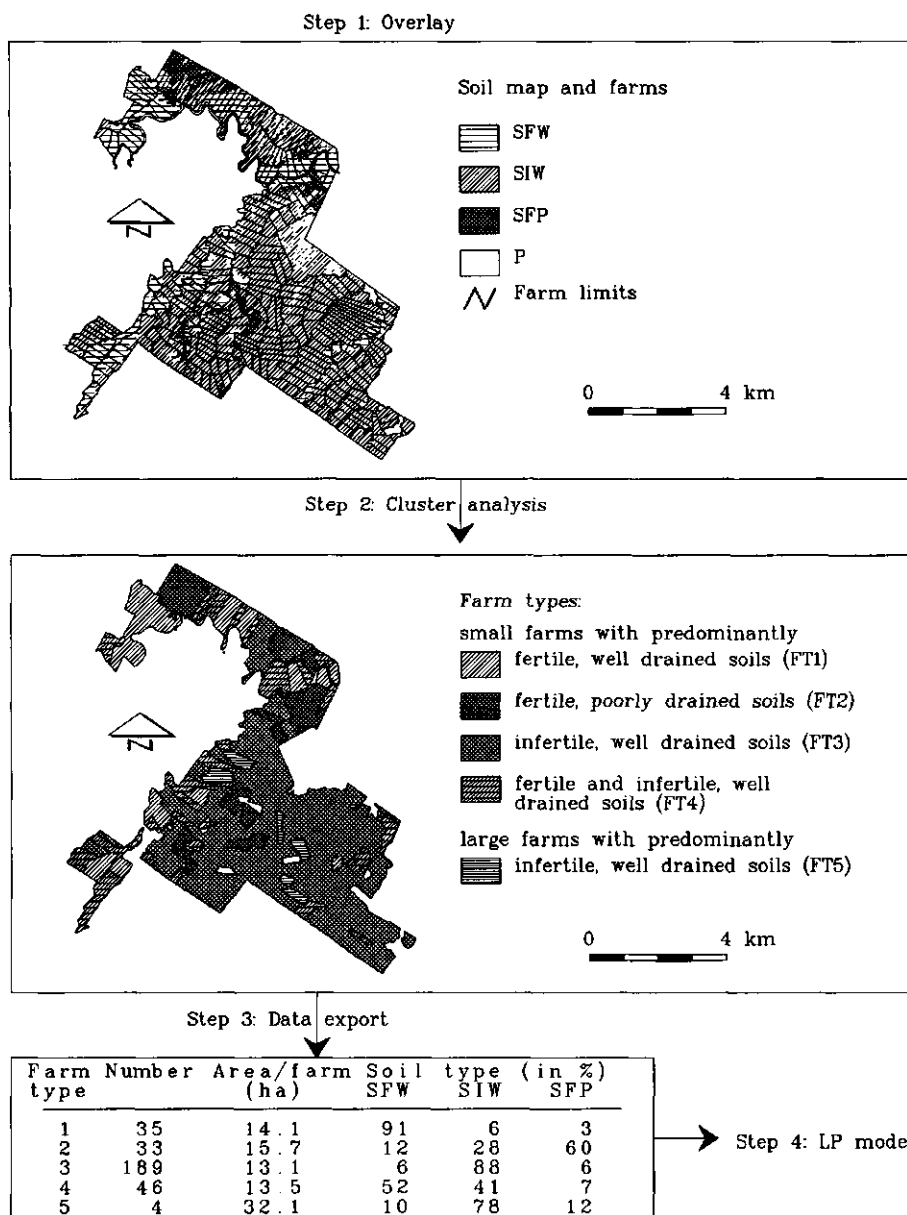 Step 1: Overlay
Soil map and farms
SFW
SIW
SFP
P
Farm limits
N
0 4 km
Step 2: Cluster analysis
Farm types:
small farms with predominantly
fertile, well drained soils (FT1)
fertile, poorly drained soils (FT2)
infertile, well drained soils (FT3)
fertile and infertile, well
drained soils (FT4)
large farms with predominantly
infertile, well drained soils (FT5)
N
0 4 km
Step 3: Data export
Farm Number Area/farm Soil type (in %)
type (ha) SFW SIW SFP
1 35 14.1 91 6 3
2 33 15.7 12 28 60
3 189 13.1 6 88 6
4 46 13.5 52 41 7
5 4 32.1 10 78 12
Step 4: LP mode